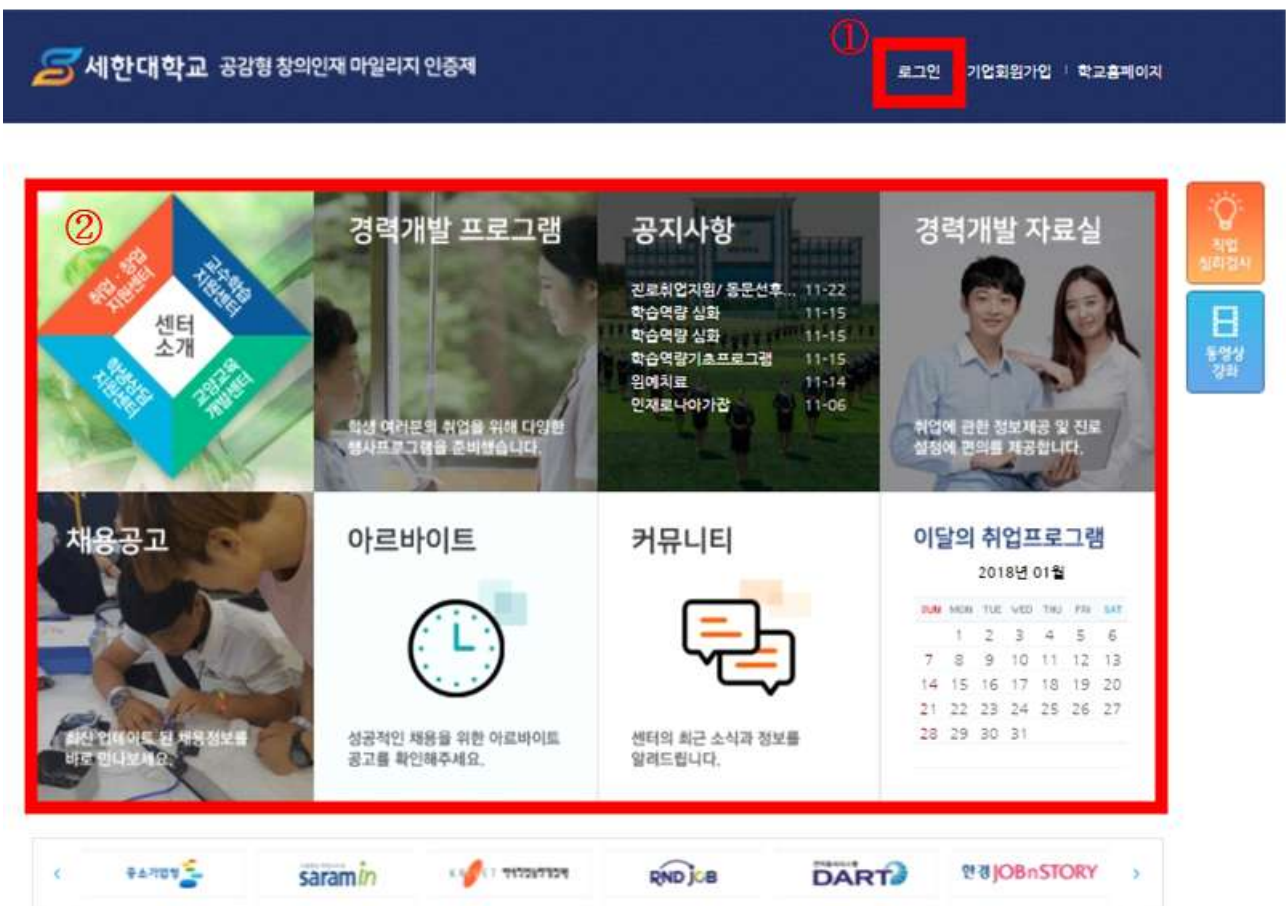 ①
세한대학교 공감형 창의인재 마일리지 인증제
로그인 기업회원가입 | 학교홈페이지
②
취업·창업
지원센터
교수학습
지원센터
센터
소개
학생상담
지원센터
교양교육
개발센터
경력개발 프로그램
학생 여러분의 취업을 위해 다양한
행사프로그램을 준비했습니다.
공지사항
진로취업지원/ 동문선후... 11-22
학습역량 심화 11-15
학습역량 심화 11-15
학습역량기초프로그램 11-15
원예치료 11-14
인재로나아가잡 11-06
경력개발 자료실
취업에 관한 정보제공 및 진로
설정에 편의를 제공합니다.
직업
심리검사
동영상
강좌
채용공고
최신 업데이트 된 채용정보를
바로 만나보세요.
아르바이트
성공적인 채용을 위한 아르바이트
공고를 확인해주세요.
커뮤니티
센터의 최근 소식과 정보를
알려드립니다.
이달의 취업프로그램
2018년 01월
SUN MON TUE WED THU FRI SAT
1 2 3 4 5 6
7 8 9 10 11 12 13
14 15 16 17 18 19 20
21 22 23 24 25 26 27
28 29 30 31
중소기업청
saramin
RND JOB
DART
한경JOBnSTORY